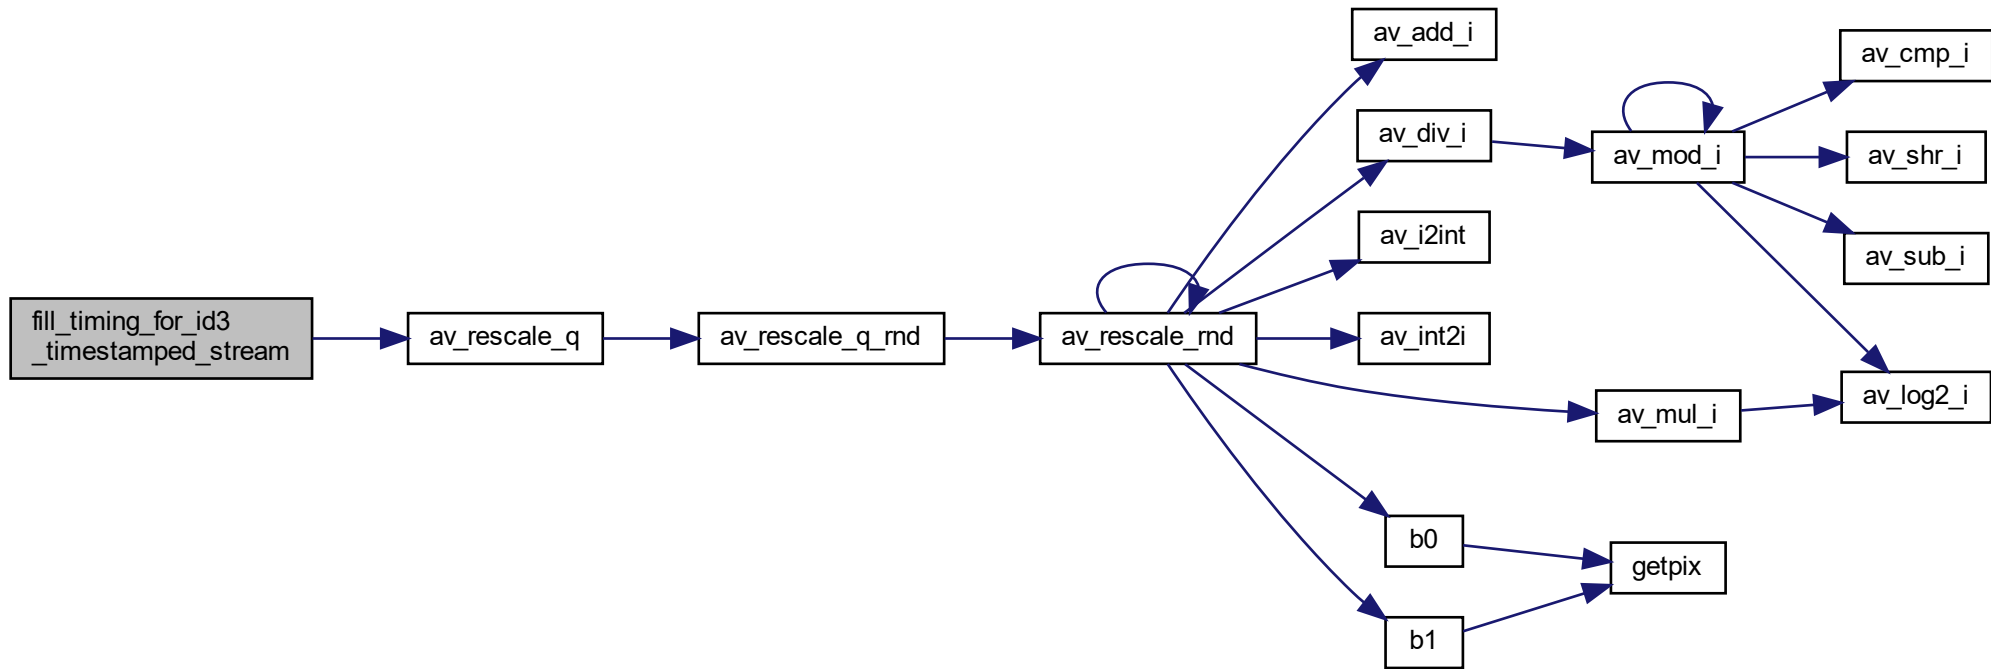 fill_timing_for_id3
_timestamped_stream
av_rescale_q
av_rescale_q_rnd
av_rescale_rnd
av_add_i
av_div_i
av_i2int
av_int2i
av_mul_i
b0
b1
av_mod_i
getpix
av_cmp_i
av_shr_i
av_sub_i
av_log2_i